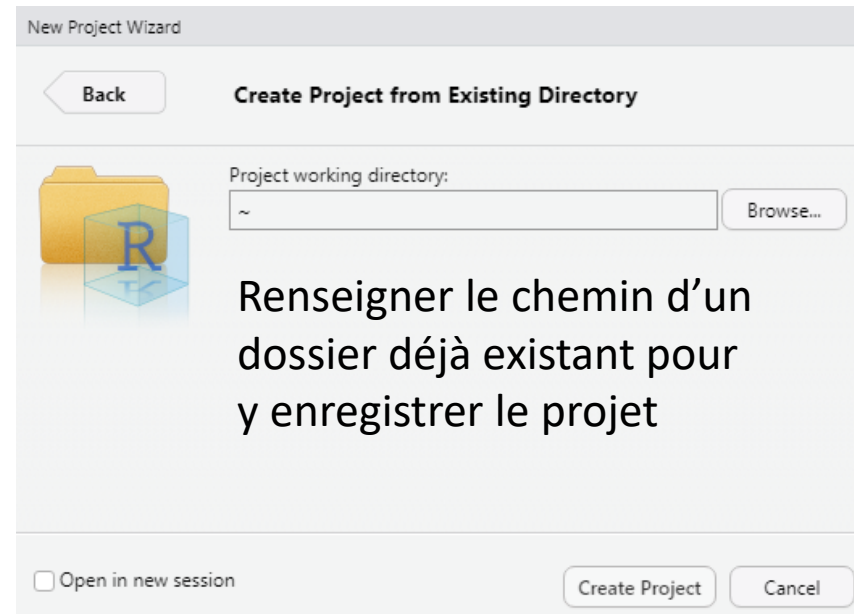 New Project Wizard
Back
Create Project from Existing Directory
Project working directory:
~
Browse...
R
Renseigner le chemin d’un
dossier déjà existant pour
y enregistrer le projet
Open in new session
Create Project
Cancel